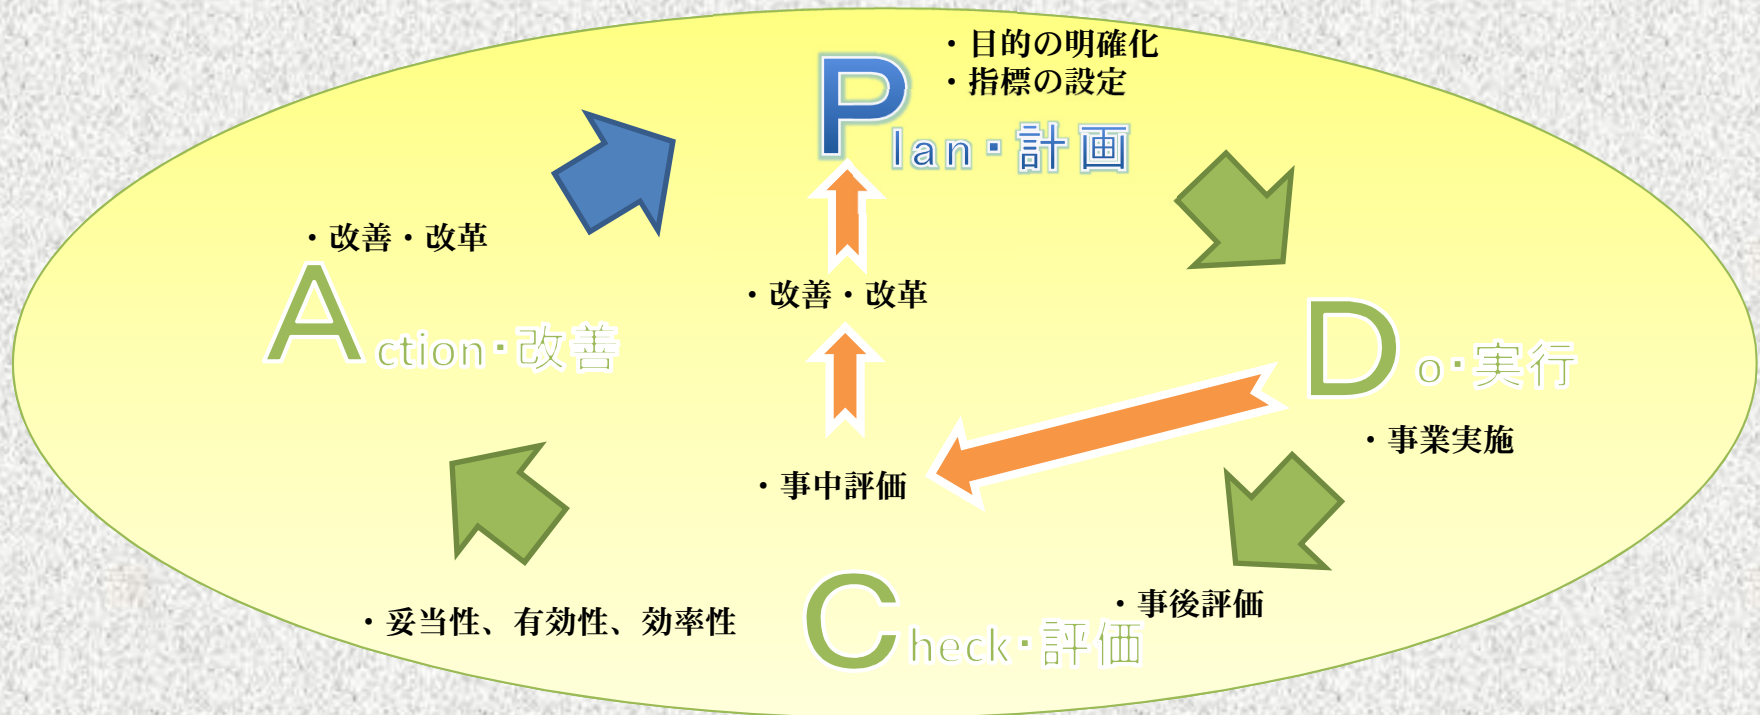 ・目的の明確化
・指標の設定
Plan・計画
・改善・改革
Action・改善
・改善・改革
Do・実行
・事業実施
・事中評価
・事後評価
・妥当性、有効性、効率性
Check・評価